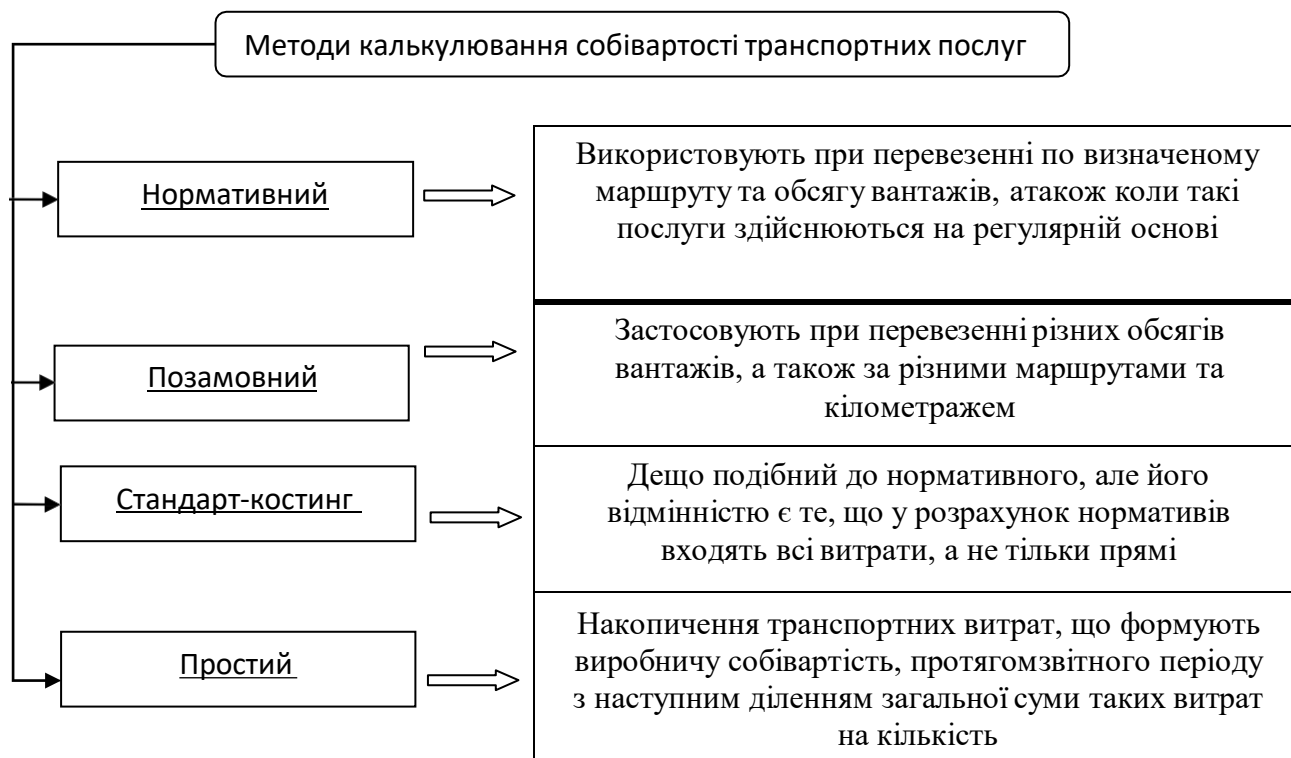 Методи калькулювання собівартості транспортних послуг
Нормативний
Використовують при перевезенні по визначеному
маршруту та обсягу вантажів, атакож коли такі
послуги здійснюються на регулярній основі
Позамовний
Застосовують при перевезенні різних обсягів
вантажів, а також за різними маршрутами та
кілометражем
Стандарт-костинг
Дещо подібний до нормативного, але його
відмінністю є те, що у розрахунок нормативів
входять всі витрати, а не тільки прямі
Простий
Накопичення транспортних витрат, що формують
виробничу собівартість, протягомзвітного періоду
з наступним діленням загальної суми таких витрат
на кількість